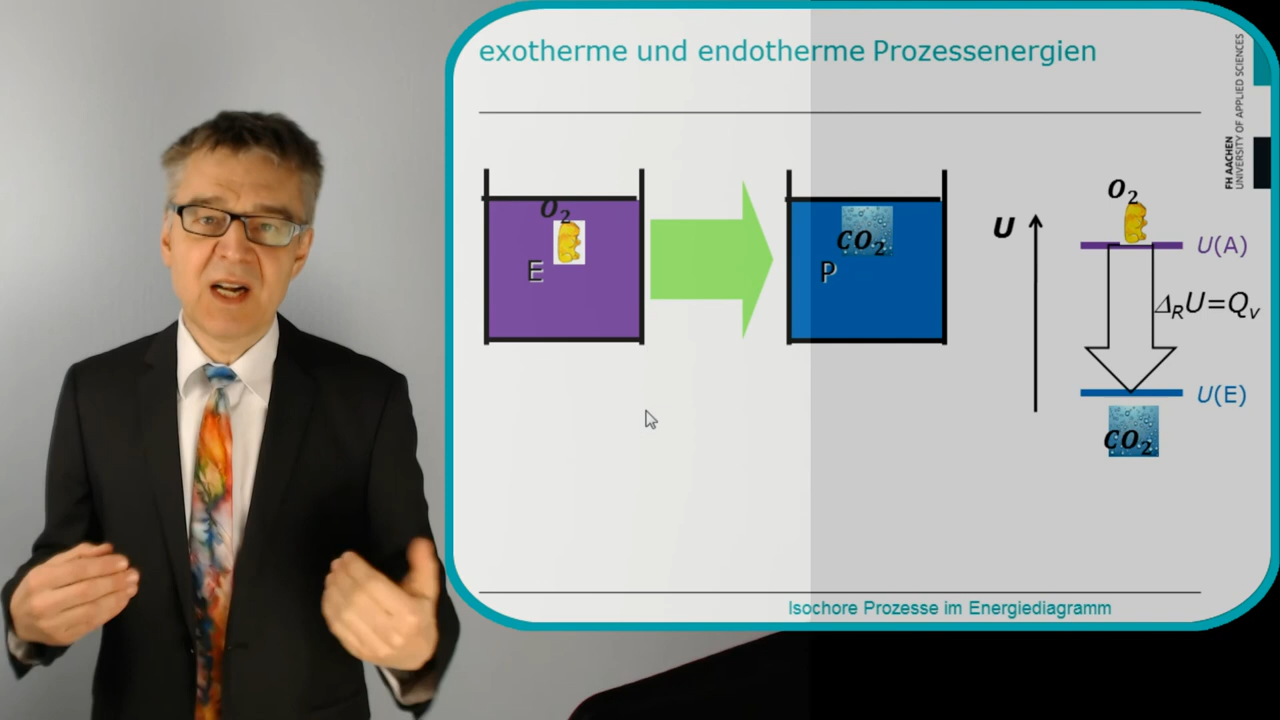 exotherme und endotherme Prozessenergien
FH AACHEN
UNIVERSITY OF APPLIED SCIENCES
O₂
E
CO₂
P
U
O₂
U(A)
ΔRU=Qv
U(E)
CO₂
Isochore Prozesse im Energiediagramm